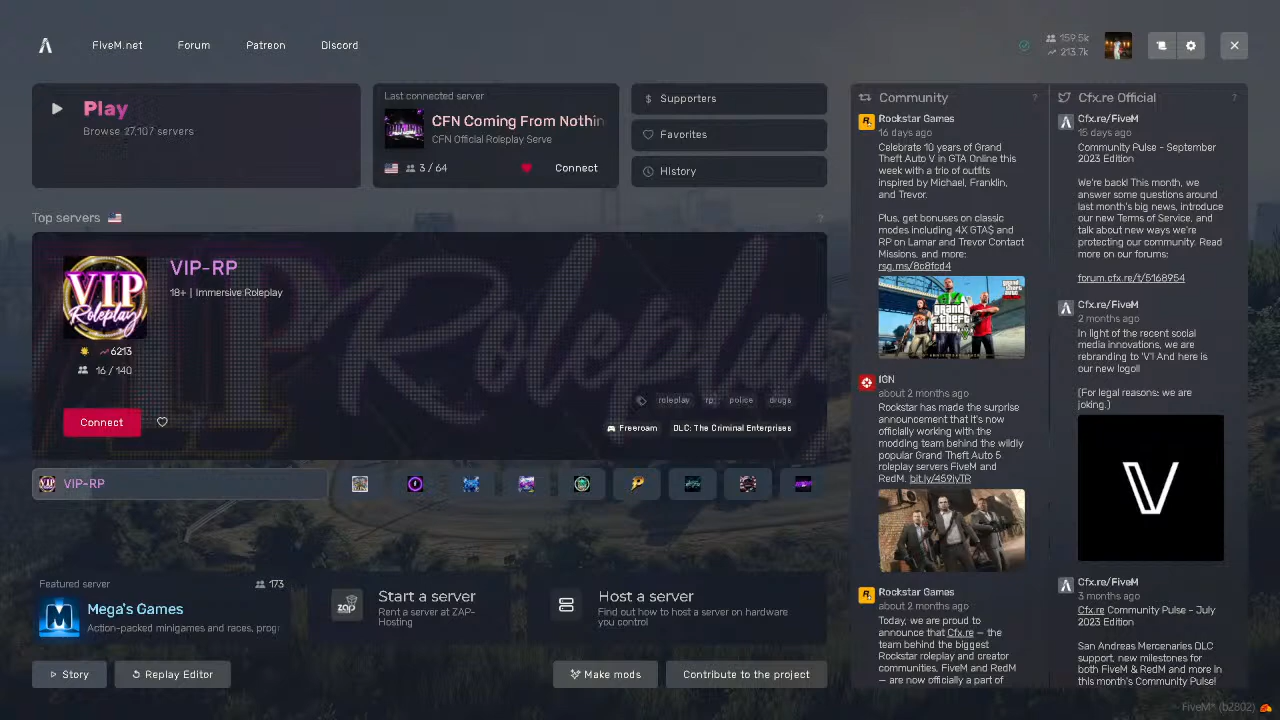 FiveM.net
Forum
Patreon
Discord
159.5k
213.7k
Play
Browse 27,107 servers
Last connected server
CFN Coming From Nothin
CFN Official Roleplay Serve
3 / 64
Connect
Supporters
Favorites
History
Top servers
?
VIP
Roleplay
VIP-RP
18+ | Immersive Roleplay
6213
16 / 140
Connect
roleplay
rp
police
drugs
Freeroam
DLC: The Criminal Enterprises
VIP-RP
Featured server
173
Mega's Games
Action-packed minigames and races, prog
zap
Start a server
Rent a server at ZAP-
Hosting
Host a server
Find out how to host a server on hardware
you control
Story
Replay Editor
Make mods
Contribute to the project
Community
?
Rockstar Games
16 days ago
Celebrate 10 years of Grand
Theft Auto V in GTA Online this
week with a trio of outfits
inspired by Michael, Franklin,
and Trevor.
Plus, get bonuses on classic
modes including 4X GTA$ and
RP on Lamar and Trevor Contact
Missions, and more:
rsg.ms/8c8fcd4
grand
theft
auto
IGN
about 2 months ago
Rockstar has made the surprise
announcement that it's now
officially working with the
modding team behind the wildly
popular Grand Theft Auto 5
roleplay servers FiveM and
RedM. bit.ly/459lyTR
Rockstar Games
about 2 months ago
Today, we are proud to
announce that Cfx.re – the
team behind the biggest
Rockstar roleplay and creator
communities, FiveM and RedM
– are now officially a part of
Cfx.re Official
?
Cfx.re/FiveM
15 days ago
Community Pulse - September
2023 Edition
We're back! This month, we
answer some questions around
last month's big news, introduce
our new Terms of Service, and
talk about new ways we're
protecting our community. Read
more on our forums:
forum.cfx.re/t/5168954
Cfx.re/FiveM
2 months ago
In light of the recent social
media innovations, we are
rebranding to 'V'! And here is
our new logo!!
(For legal reasons: we are
joking.)
V
Cfx.re/FiveM
3 months ago
Cfx.re Community Pulse - July
2023 Edition
San Andreas Mercenaries DLC
support, new milestones for
both FiveM & RedM and more in
this month's Community Pulse!
FiveM* (b2802)